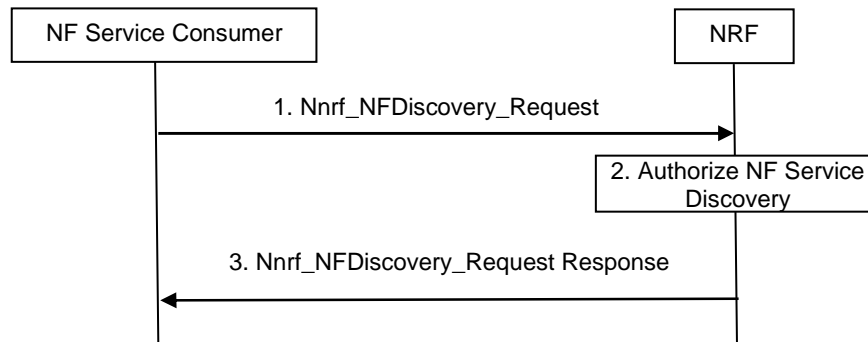 NF Service Consumer
NRF
1. Nnrf_NFDiscovery_Request
2. Authorize NF Service
Discovery
3. Nnrf_NFDiscovery_Request Response